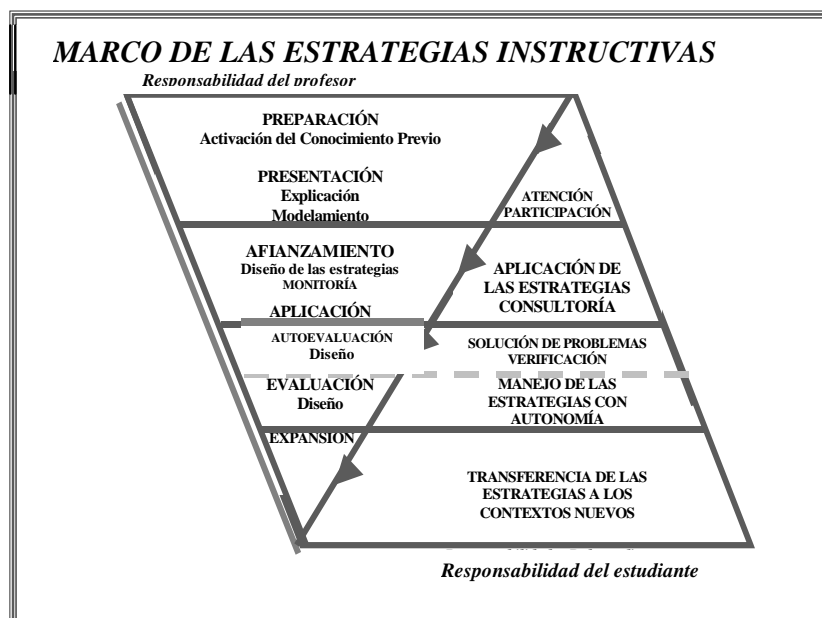 MARCO DE LAS ESTRATEGIAS INSTRUCTIVAS
Responsabilidad del profesor
PREPARACIÓN
Activación del Conocimiento Previo
PRESENTACIÓN
Explicación
Modelamiento
ATENCIÓN
PARTICIPACIÓN
AFIANZAMIENTO
Diseño de las estrategias
MONITORÍA
APLICACIÓN DE
LAS ESTRATEGIAS
CONSULTORÍA
APLICACIÓN
AUTOEVALUACIÓN
Diseño
SOLUCIÓN DE PROBLEMAS
VERIFICACIÓN
EVALUACIÓN
Diseño
MANEJO DE LAS
ESTRATEGIAS CON
AUTONOMÍA
EXPANSIÓN
TRANSFERENCIA DE LAS
ESTRATEGIAS A LOS
CONTEXTOS NUEVOS
Responsabilidad del estudiante